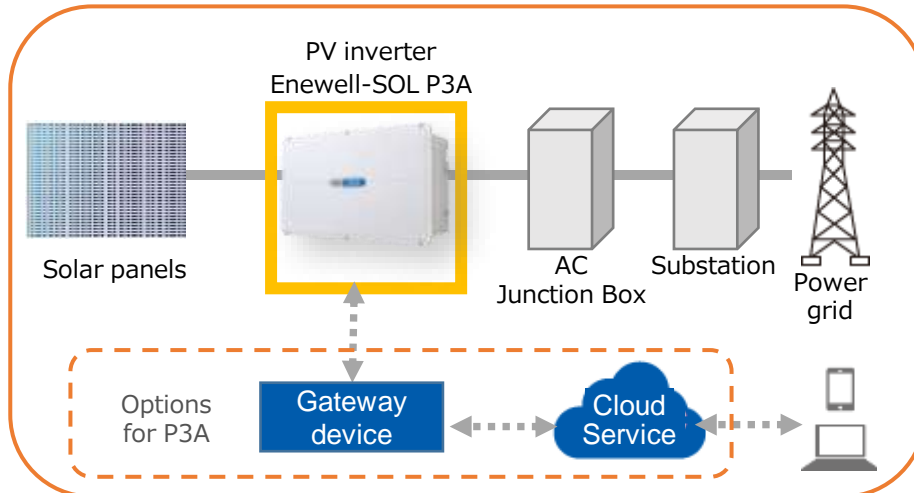 PV inverter
Enewell-SOL P3A
Solar panels
AC
Junction Box
Substation
Power
grid
Options
for P3A
Gateway
device
Cloud
Service